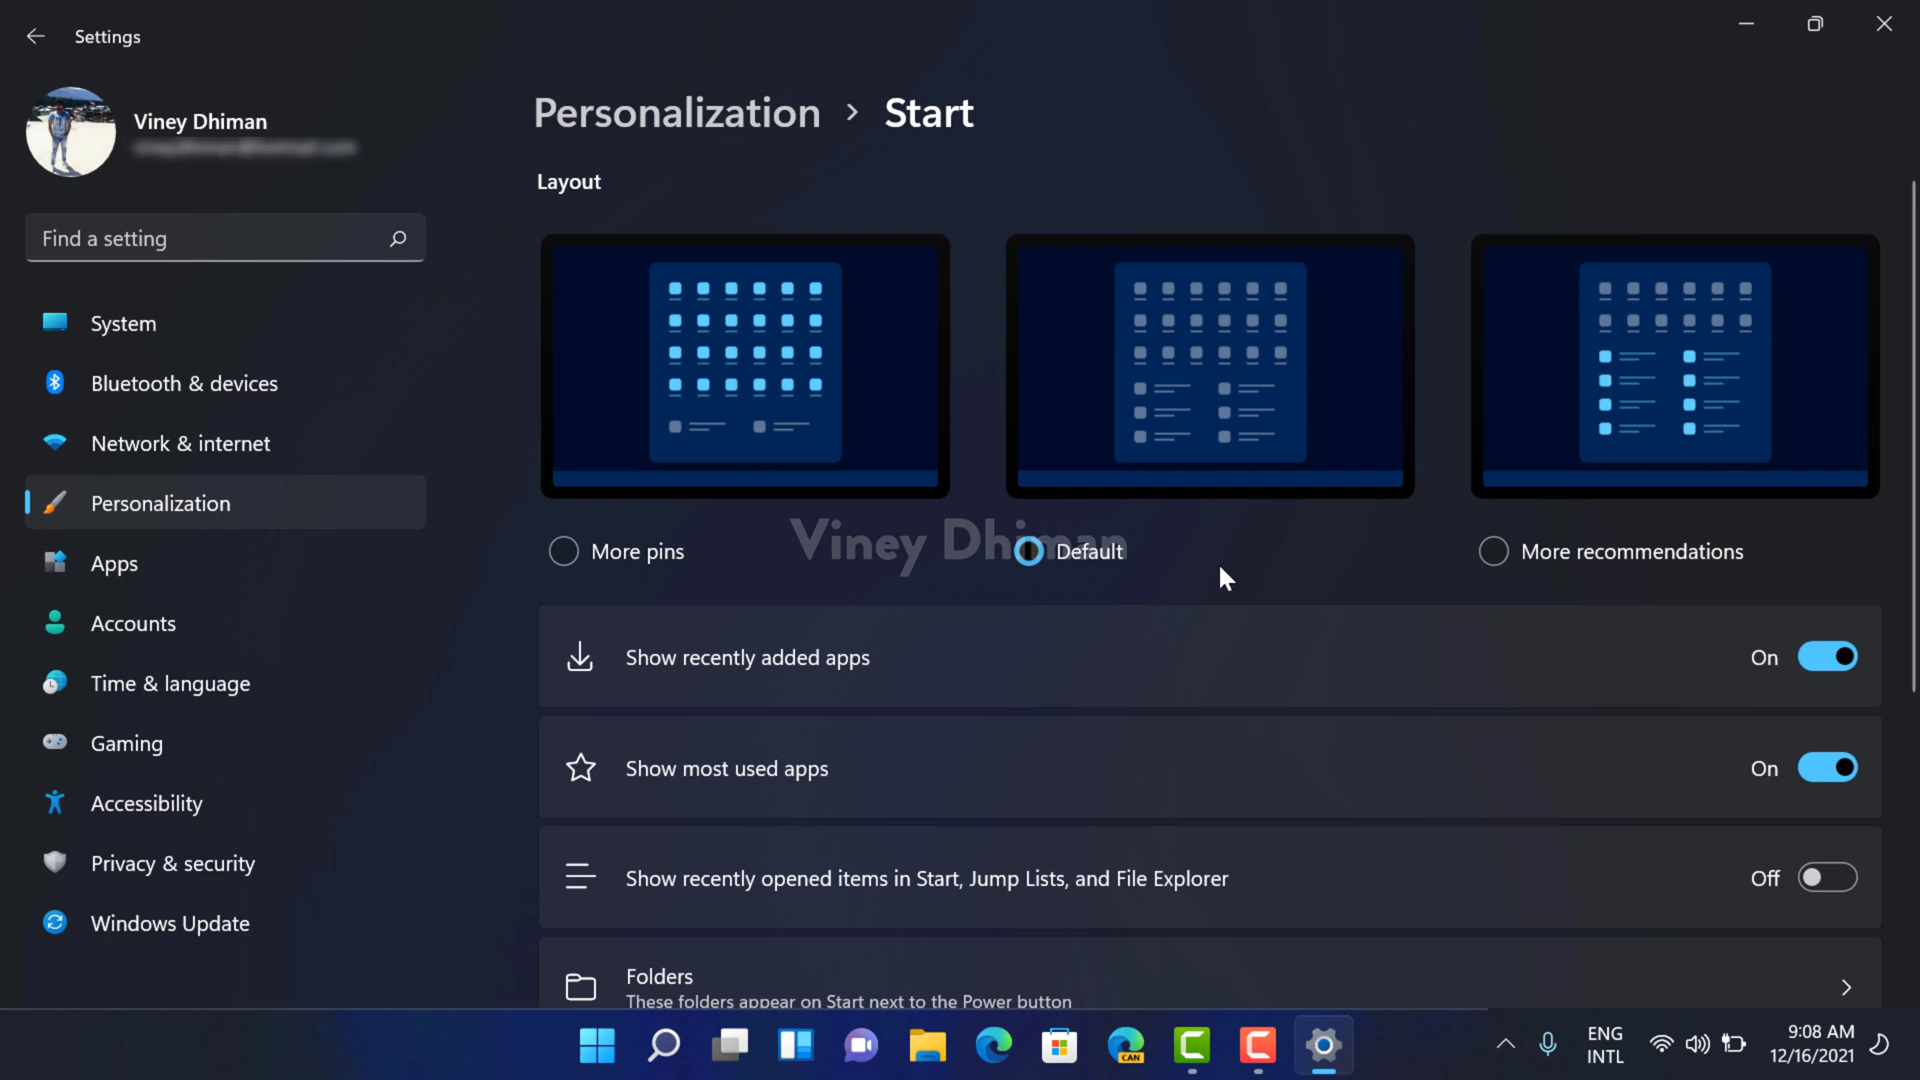 Settings
Viney Dhiman
Find a setting
System
Bluetooth & devices
Network & internet
Personalization
Apps
Accounts
Time & language
Gaming
Accessibility
Privacy & security
Windows Update
Personalization > Start
Layout
More pins
Default
More recommendations
Viney Dhiman
Show recently added apps
On
Show most used apps
On
Show recently opened items in Start, Jump Lists, and File Explorer
Off
Folders
These folders appear on Start next to the Power button
CAN
ENG
INTL
9:08 AM
12/16/2021